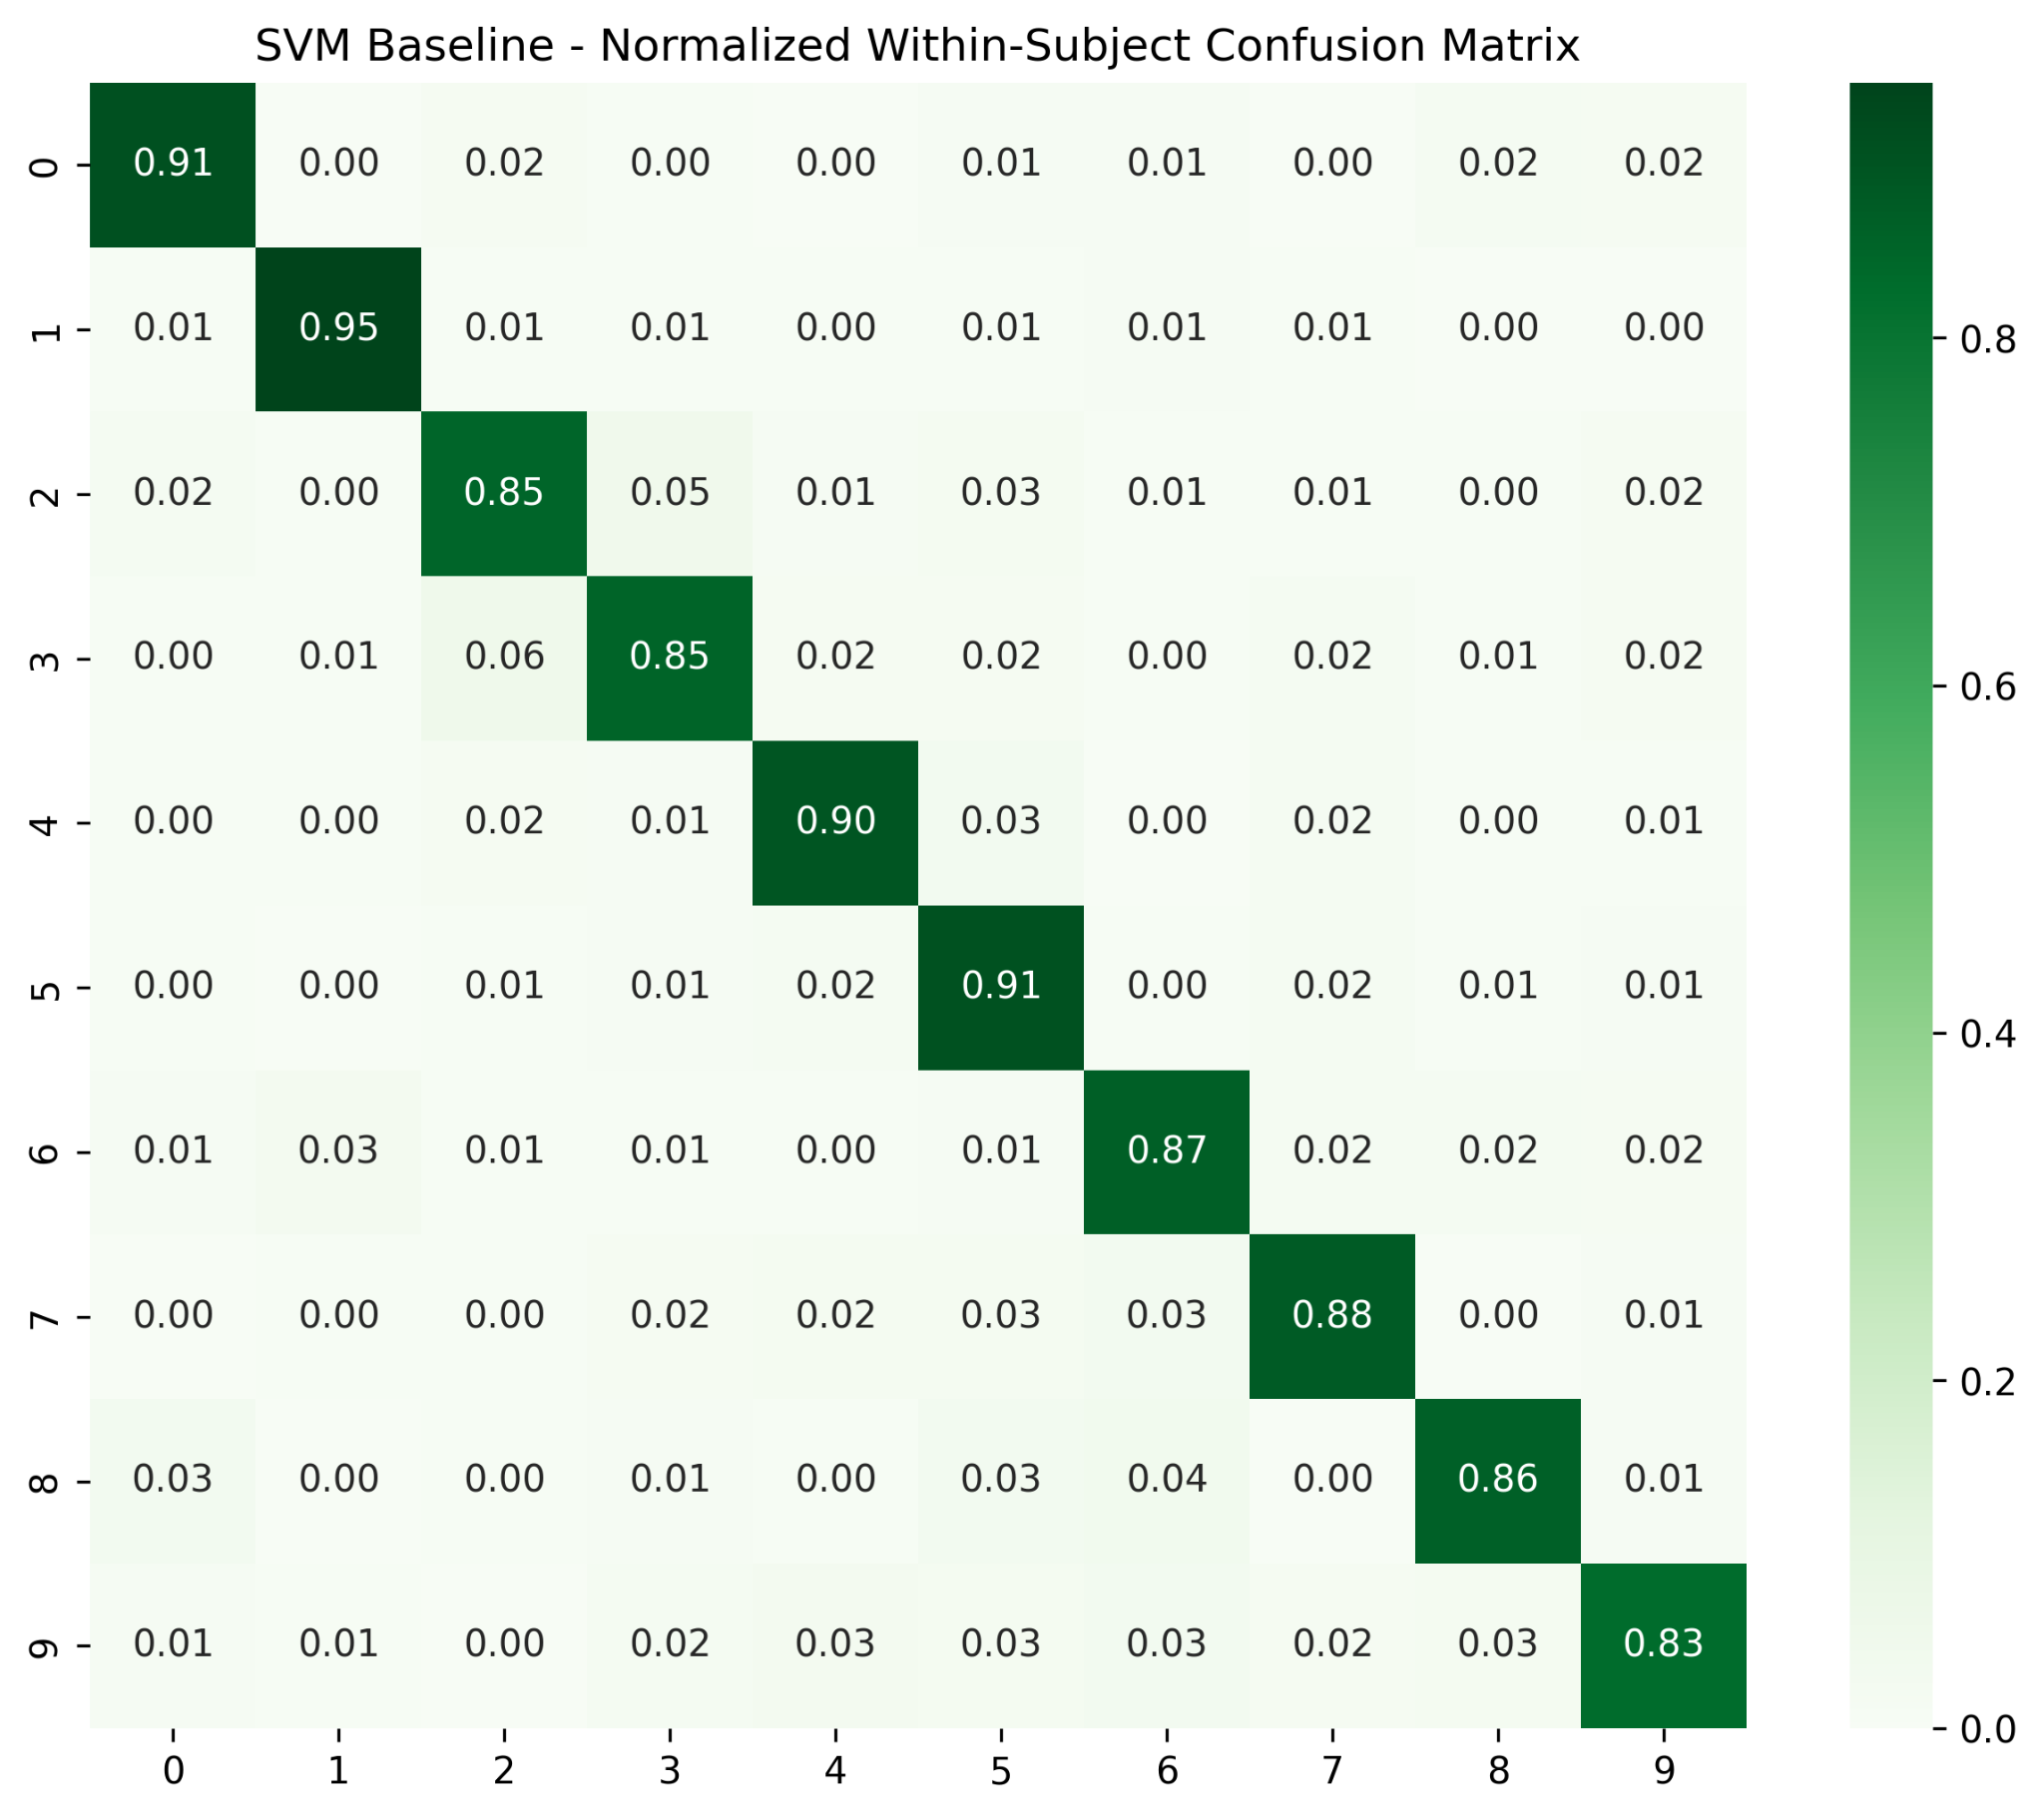 SVM Baseline - Normalized Within-Subject Confusion Matrix
0 0.91 0.00 0.02 0.00 0.00 0.01 0.01 0.00 0.02 0.02
1 0.01 0.95 0.01 0.01 0.00 0.01 0.01 0.01 0.00 0.00
2 0.02 0.00 0.85 0.05 0.01 0.03 0.01 0.01 0.00 0.02
3 0.00 0.01 0.06 0.85 0.02 0.02 0.00 0.02 0.01 0.02
4 0.00 0.00 0.02 0.01 0.90 0.03 0.00 0.02 0.00 0.01
5 0.00 0.00 0.01 0.01 0.02 0.91 0.00 0.02 0.01 0.01
6 0.01 0.03 0.01 0.01 0.00 0.01 0.87 0.02 0.02 0.02
7 0.00 0.00 0.00 0.02 0.02 0.03 0.03 0.88 0.00 0.01
8 0.03 0.00 0.00 0.01 0.00 0.03 0.04 0.00 0.86 0.01
9 0.01 0.01 0.00 0.02 0.03 0.03 0.03 0.02 0.03 0.83
0 1 2 3 4 5 6 7 8 9
0.8
0.6
0.4
0.2
0.0